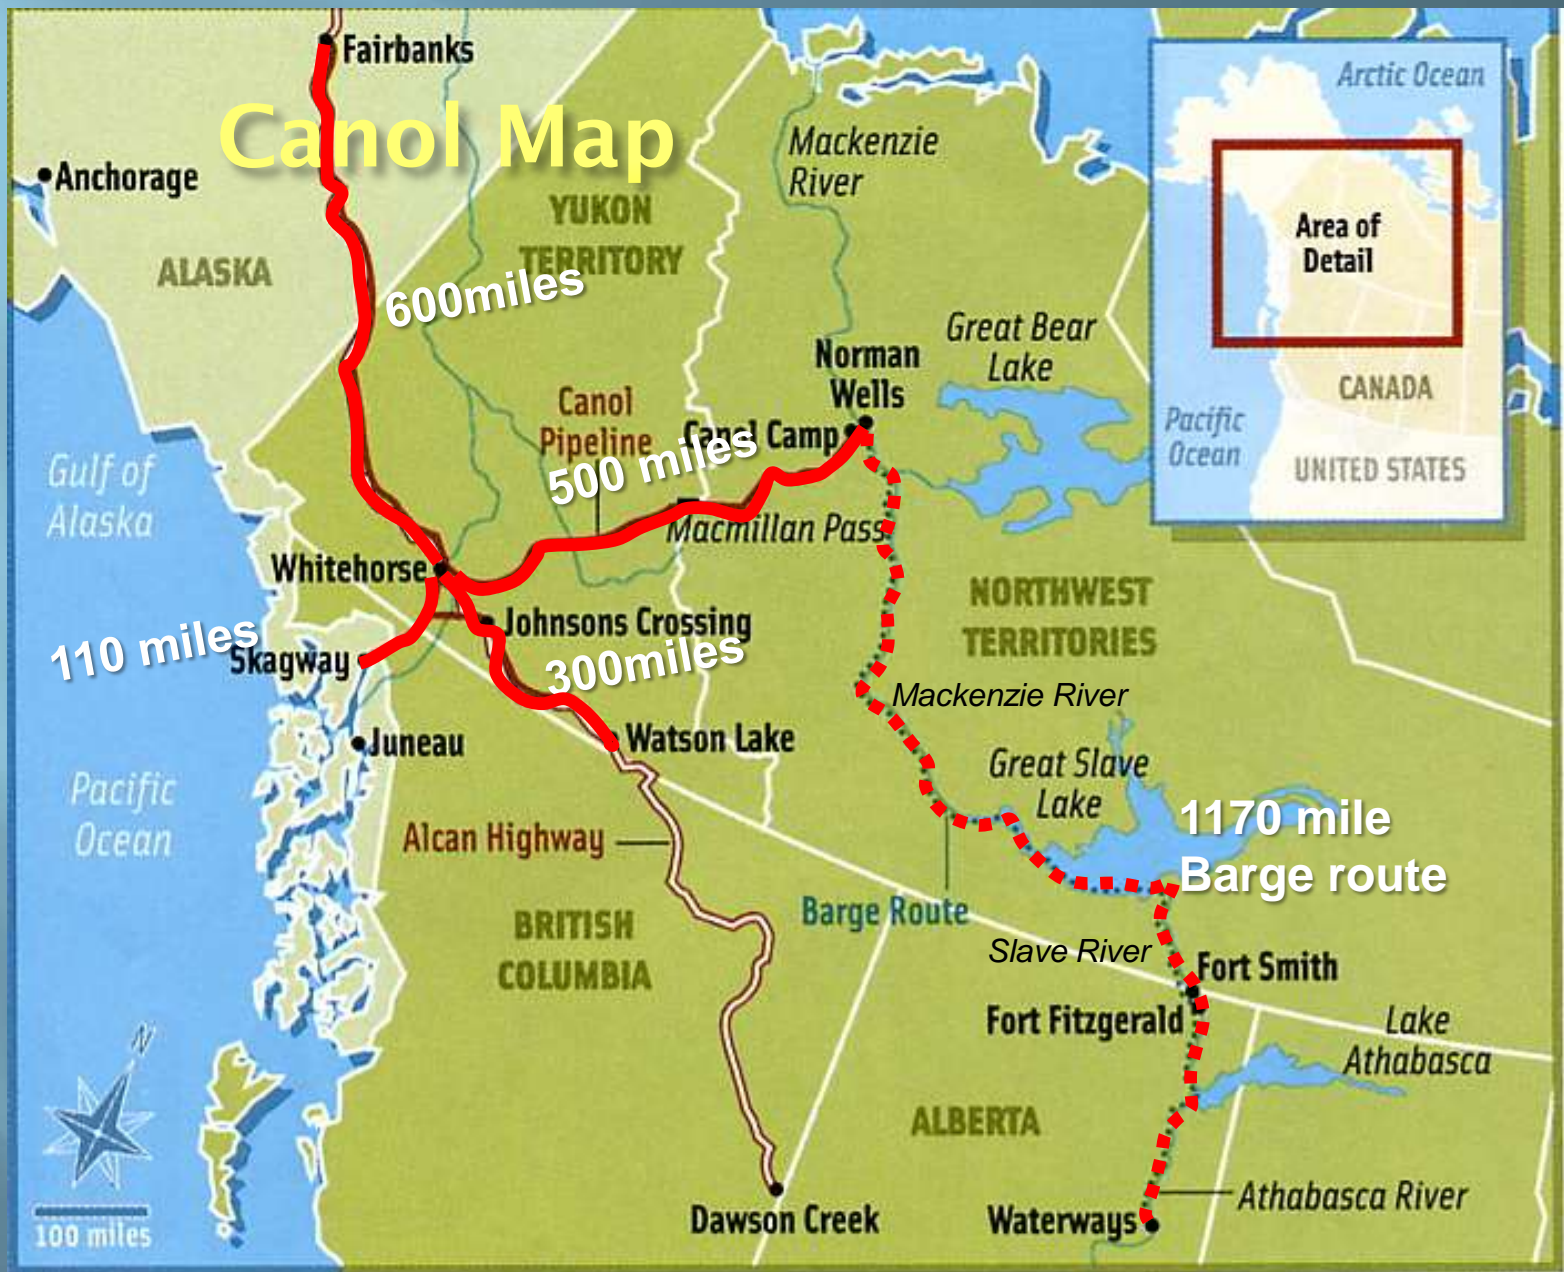 Canol Map
Fairbanks
Anchorage
ALASKA
YUKON
TERRITORY
600miles
Mackenzie
River
Arctic Ocean
Area of
Detail
CANADA
Pacific
Ocean
UNITED STATES
Great Bear
Lake
Norman
Wells
Canol
Pipeline
Canol Camp
500 miles
Macmillan Pass
Gulf of
Alaska
Whitehorse
Johnsons Crossing
110 miles
Skagway
300miles
NORTHWEST
TERRITORIES
Mackenzie River
Juneau
Watson Lake
Great Slave
Lake
Pacific
Ocean
Alcan Highway
1170 mile
Barge route
Barge Route
BRITISH
COLUMBIA
Slave River
Fort Smith
Fort Fitzgerald
Lake
Athabasca
N
ALBERTA
100 miles
Dawson Creek
Waterways
Athabasca River